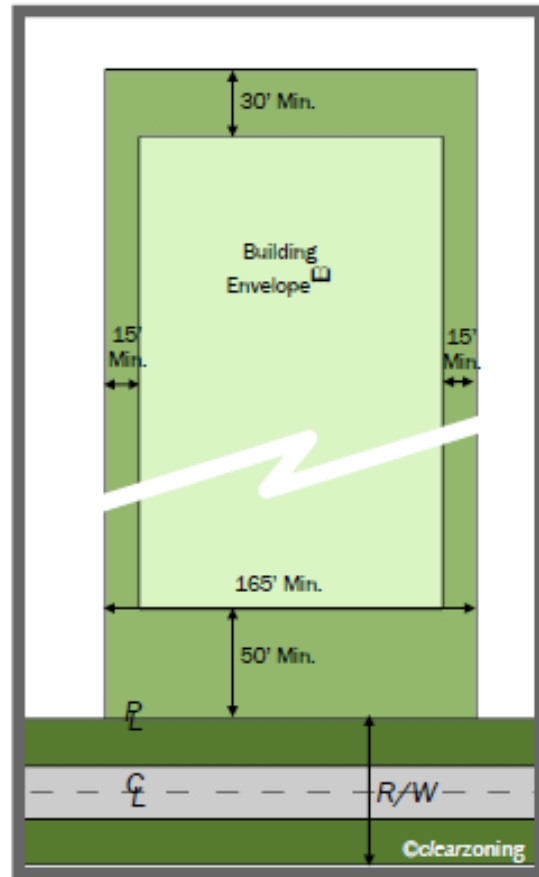 30' Min.
Building
Envelope
15'
Min.
15'
Min.
165' Min.
50' Min.
PL
CL
R/W
©clearzoning